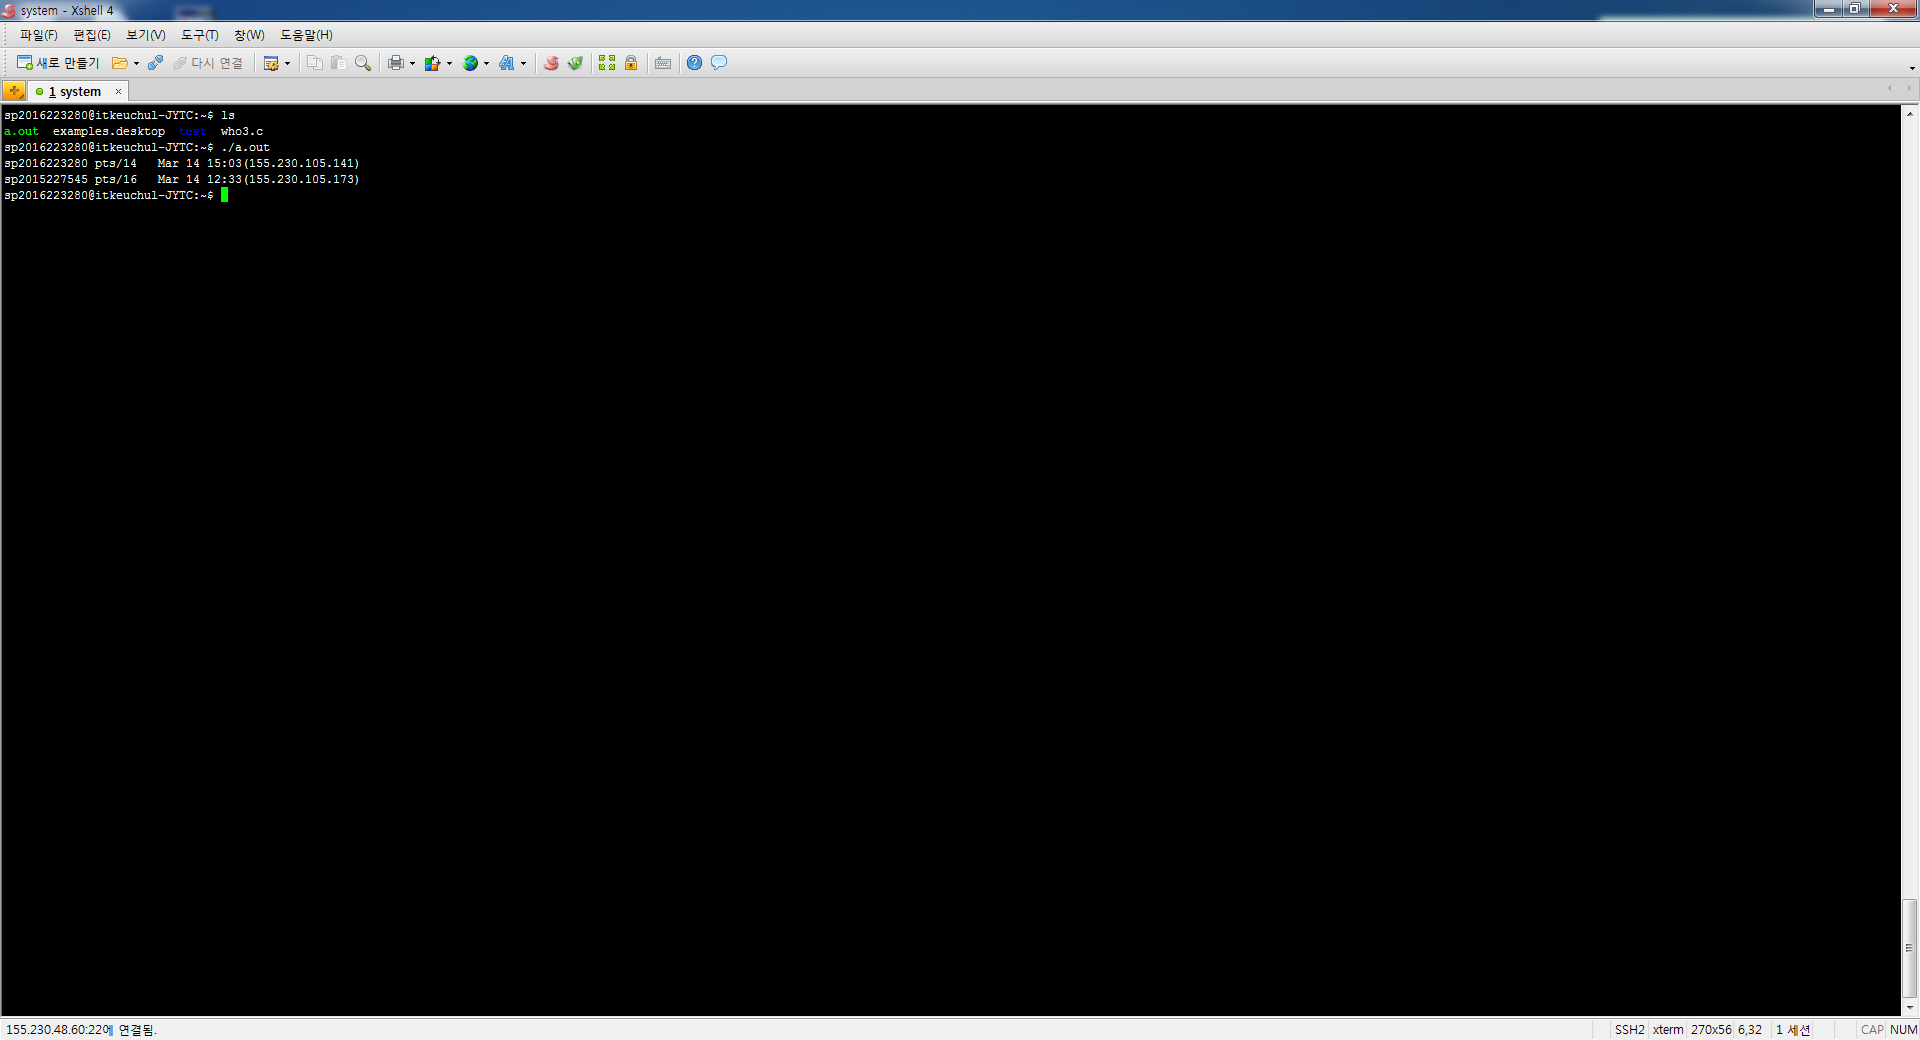 system - Xshell 4
파일(F) 편집(E) 보기(V) 도구(T) 창(W) 도움말(H)
새로 만들기 다시 연결
1 system
sp2016223280@itkeuchul-JYTC:~$ ls
a.out examples.desktop test who3.c
sp2016223280@itkeuchul-JYTC:~$ ./a.out
sp2016223280 pts/14 Mar 14 15:03(155.230.105.141)
sp2015227545 pts/16 Mar 14 12:33(155.230.105.173)
sp2016223280@itkeuchul-JYTC:~$
155.230.48.60:22에 연결됨. SSH2 xterm 270x56 6,32 1 세션 CAP NUM